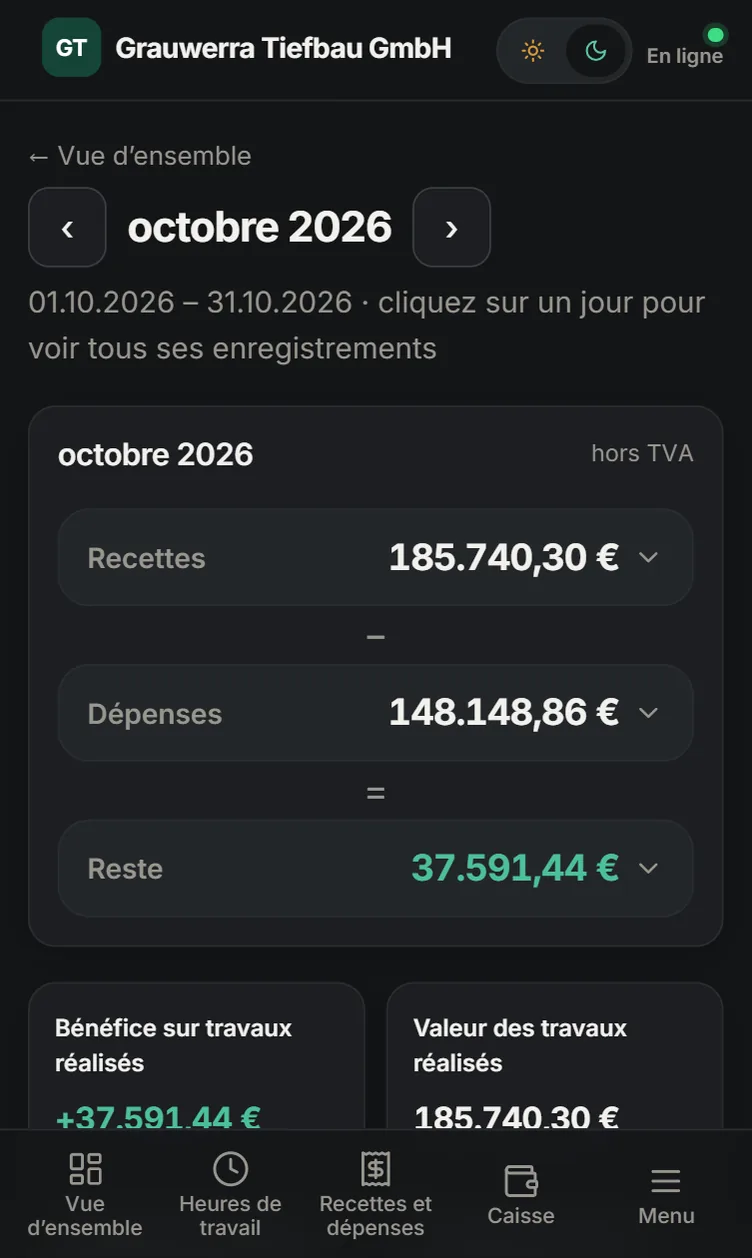 GT Grauwerra Tiefbau GmbH En ligne
← Vue d’ensemble
‹ octobre 2026 ›
01.10.2026 – 31.10.2026 · cliquez sur un jour pour
voir tous ses enregistrements
octobre 2026 hors TVA
Recettes 185.740,30 €
–
Dépenses 148.148,86 €
=
Reste 37.591,44 €
Bénéfice sur travaux
réalisés
+37.591,44 €
Valeur des travaux
réalisés
185.740,30 €
Vue
d’ensemble
Heures de
travail
Recettes et
dépenses
Caisse
Menu